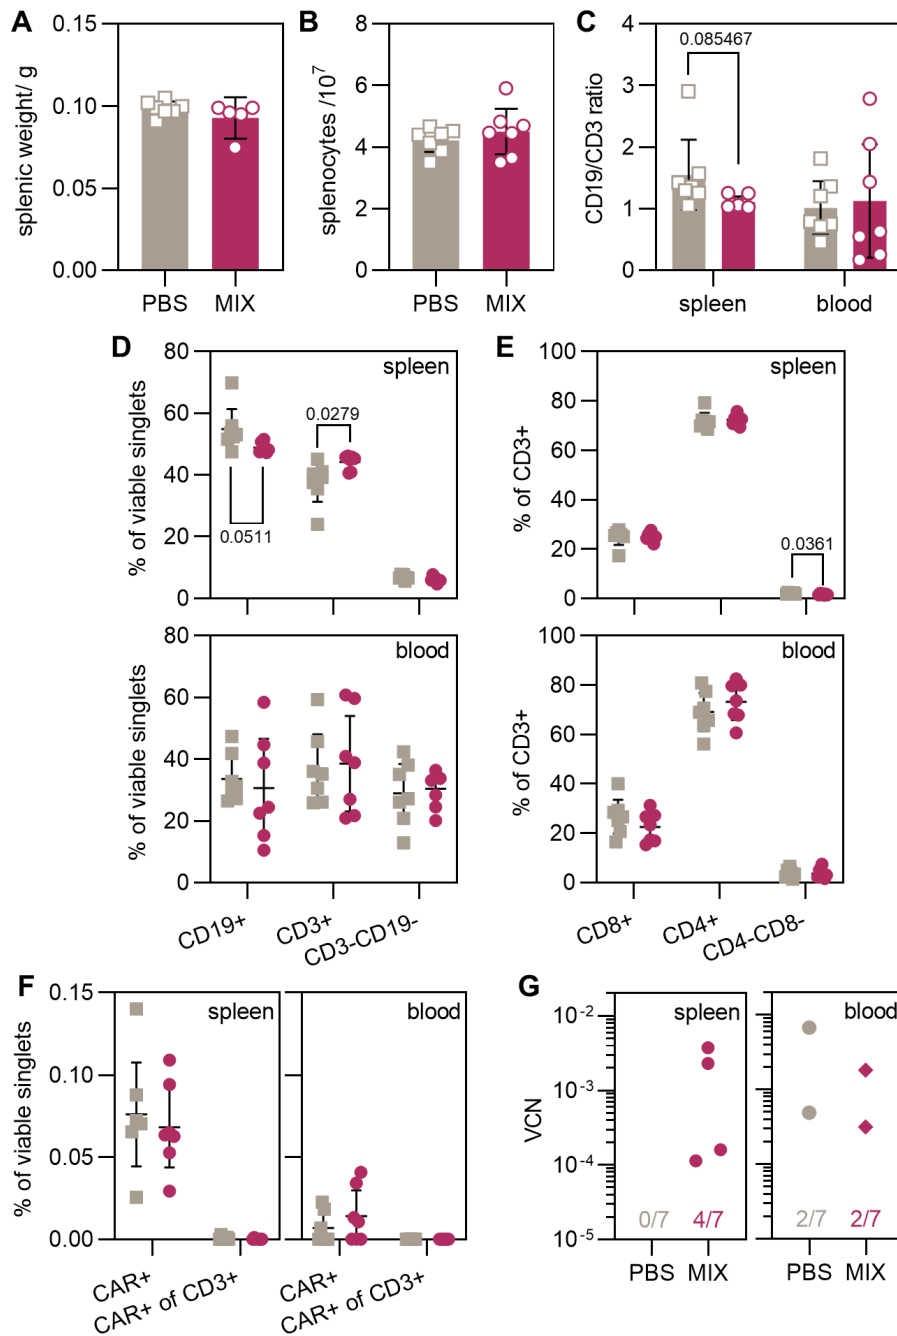 A
splenic weight/ g
0.15
0.10
0.05
0.00
PBS
MIX
B
splenocytes /10⁷
8
6
4
2
0
PBS
MIX
C
CD19/CD3 ratio
4
3
2
1
0
0.085467
spleen
blood
D
% of viable singlets
80
60
40
20
0
spleen
0.0279
0.0511
% of viable singlets
80
60
40
20
0
blood
CD19+
CD3+
CD3-CD19-
E
% of CD3+
100
80
60
40
20
0
spleen
0.0361
% of CD3+
100
80
60
40
20
0
blood
CD8+
CD4+
CD4-CD8-
F
% of viable singlets
0.15
0.10
0.05
0.00
spleen
blood
CAR+
CAR+ of CD3+
CAR+
CAR+ of CD3+
G
VCN
10⁻²
10⁻³
10⁻⁴
10⁻⁵
spleen
blood
0/7
4/7
2/7
2/7
PBS
MIX
PBS
MIX